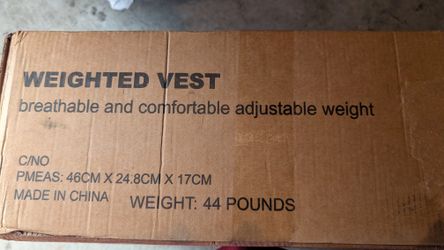 WEIGHTED VEST
breathable and comfortable adjustable weight
C/NO
PMEAS: 46CM X 24.8CM X 17CM
MADE IN CHINA WEIGHT: 44 POUNDS